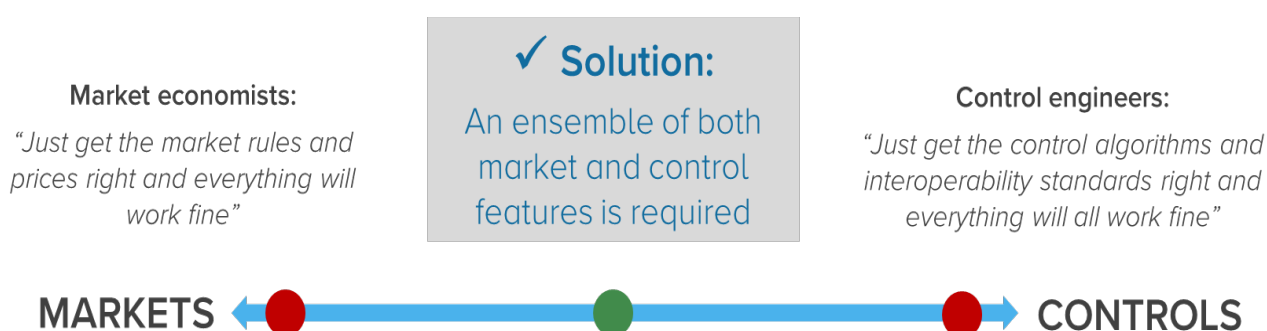 Market economists:
“Just get the market rules and
prices right and everything will
work fine”
✓ Solution:
An ensemble of both
market and control
features is required
Control engineers:
“Just get the control algorithms and
interoperability standards right and
everything will all work fine”
MARKETS
CONTROLS